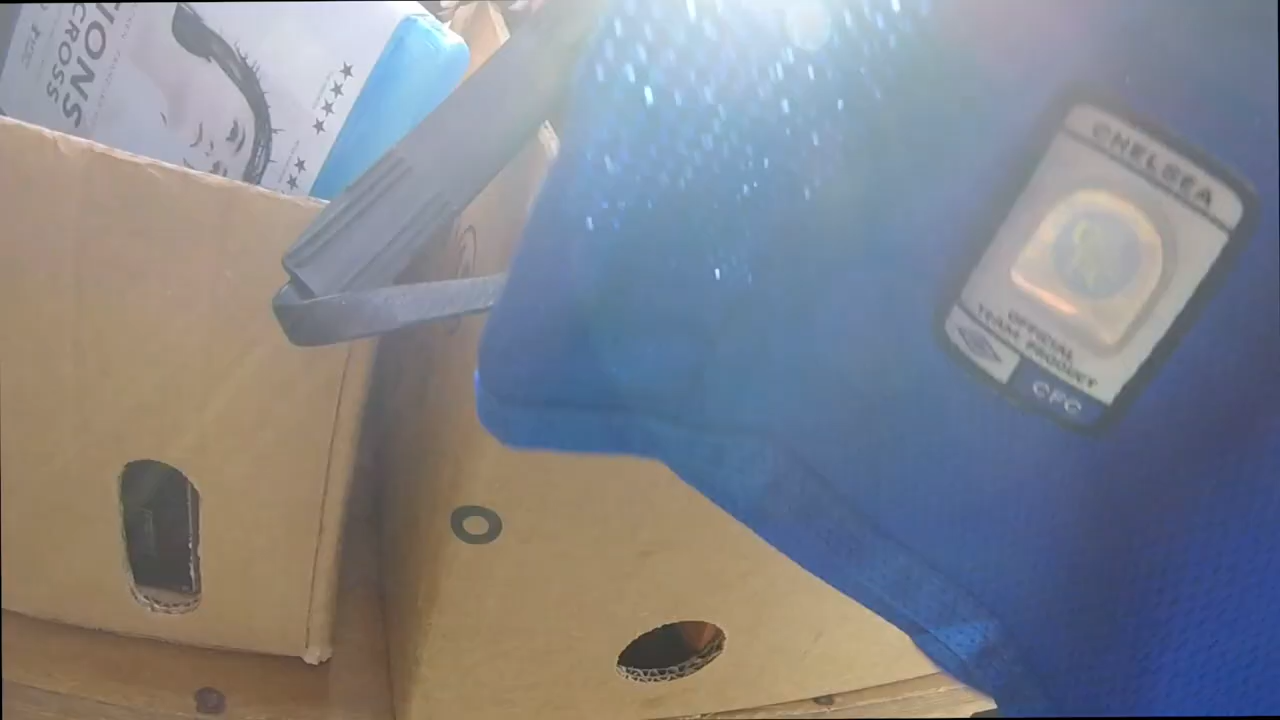 IONS
CROSS
CHELSEA
OFFICIAL
TEAM PRODUCT
CFC